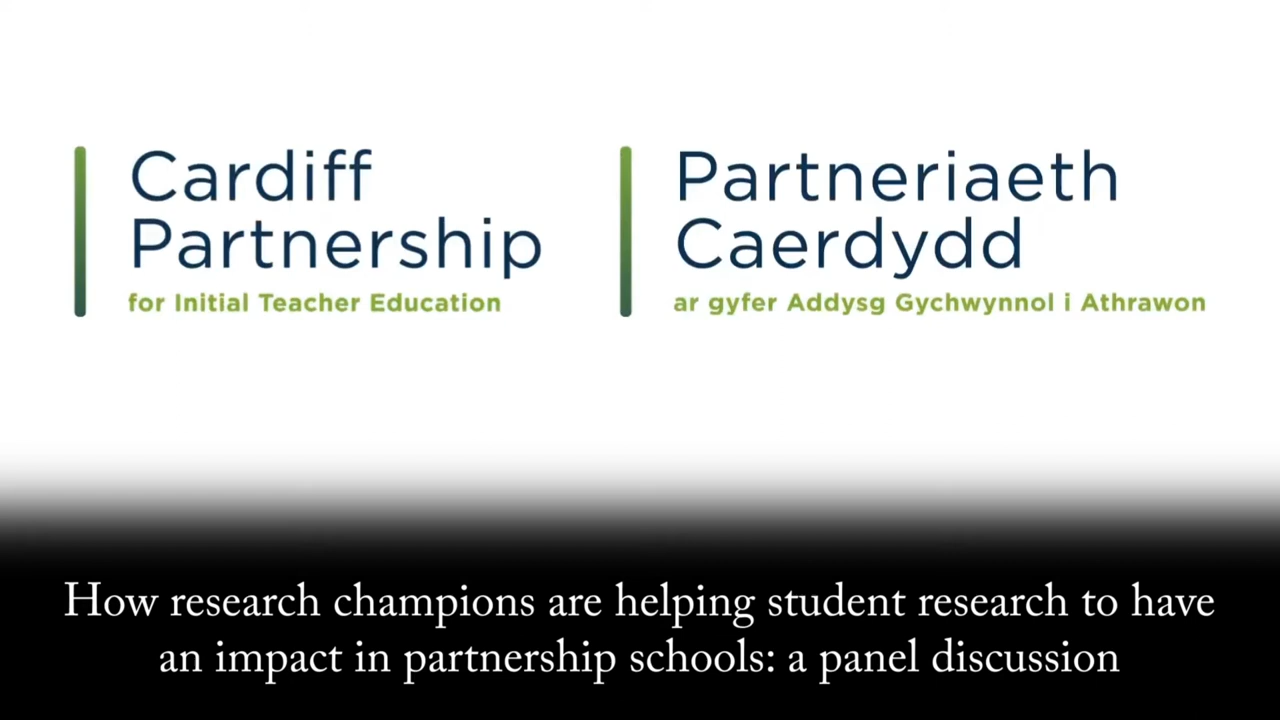 Cardiff
Partnership
for Initial Teacher Education
Partneriaeth
Caerdydd
ar gyfer Addysg Gychwynnol i Athrawon
How research champions are helping student research to have
an impact in partnership schools: a panel discussion